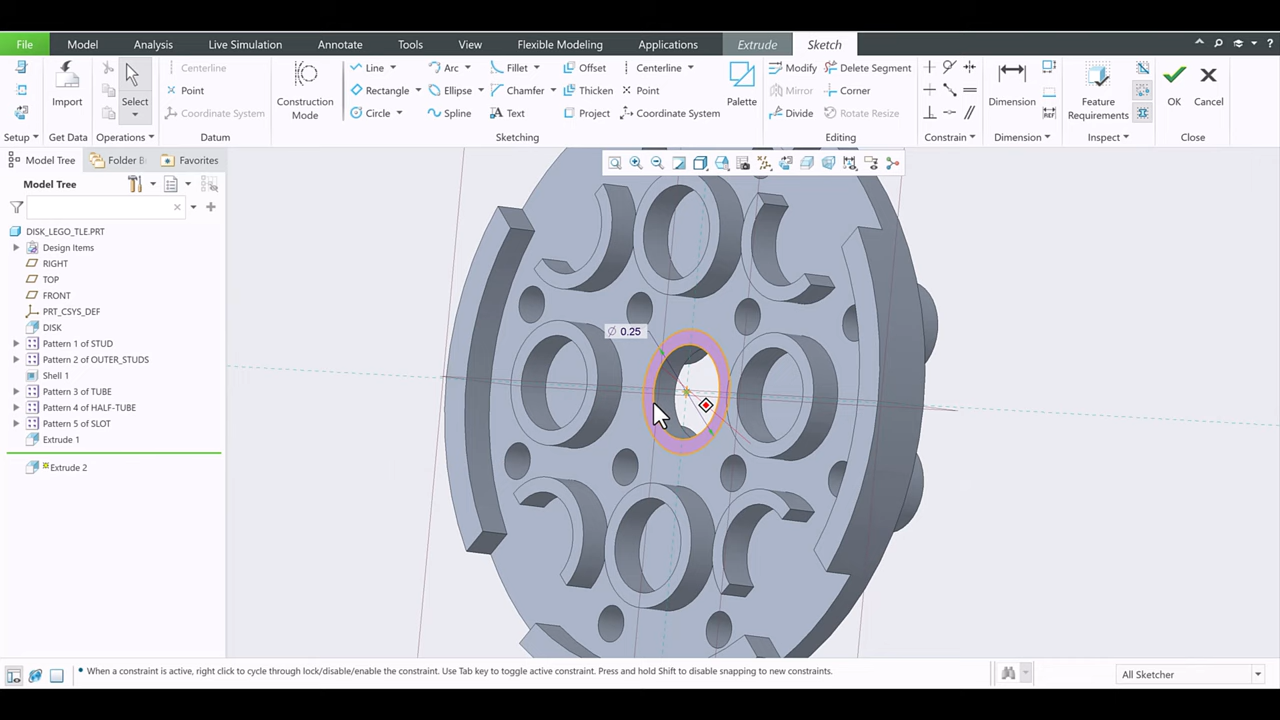 File Model Analysis Live Simulation Annotate Tools View Flexible Modeling Applications Extrude Sketch
Centerline
Point
Coordinate System
Import
Select
Construction Mode
Line Arc Fillet Offset Centerline
Rectangle Ellipse Chamfer Thicken Point
Circle Spline Text Project Coordinate System
Palette
Modify Delete Segment
Mirror Corner
Divide Rotate Resize
Dimension
Feature Requirements
OK Cancel
Setup Get Data Operations Datum Sketching Editing Constrain Dimension Inspect Close
Model Tree Folder B Favorites
Model Tree
DISK_LEGO_TLE.PRT
Design Items
RIGHT
TOP
FRONT
PRT_CSYS_DEF
DISK
Pattern 1 of STUD
Pattern 2 of OUTER_STUDS
Shell 1
Pattern 3 of TUBE
Pattern 4 of HALF-TUBE
Pattern 5 of SLOT
Extrude 1
Extrude 2
∅ 0.25
• When a constraint is active, right click to cycle through lock/disable/enable the constraint. Use Tab key to toggle active constraint. Press and hold Shift to disable snapping to new constraints.
All Sketcher